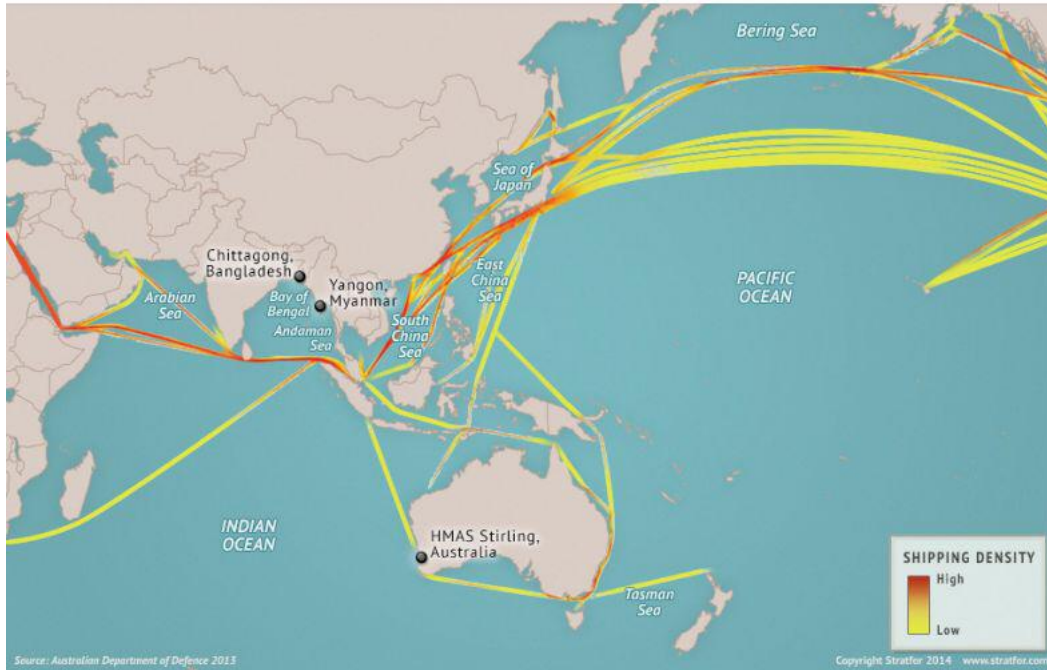 Bering Sea
Sea of
Japan
Chittagong,
Bangladesh
Yangon,
Myanmar
Arabian
Sea
Bay of
Bengal
Andaman
Sea
East
China
Sea
South
China
Sea
PACIFIC
OCEAN
INDIAN
OCEAN
HMAS Stirling,
Australia
Tasman
Sea
SHIPPING DENSITY
High
Low
Source: Australian Department of Defence 2013
Copyright Stratfor 2014 www.stratfor.com